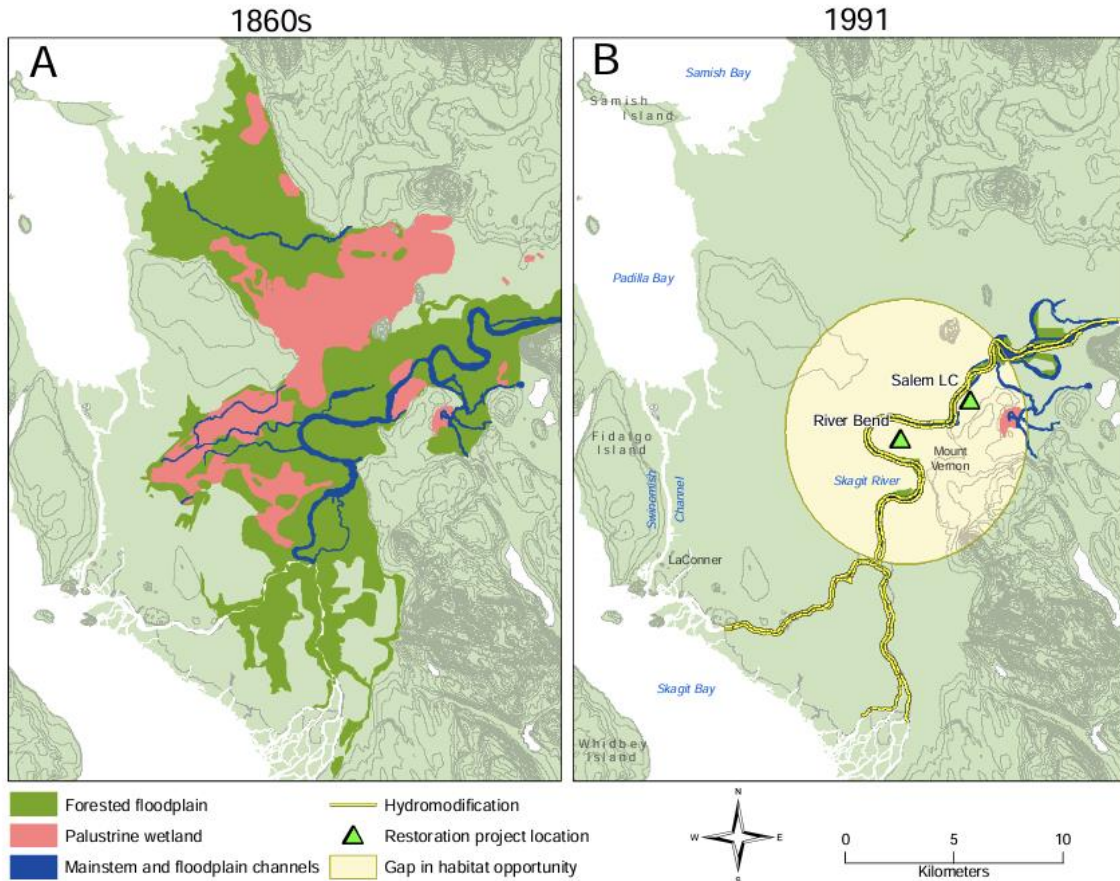 1860s
1991
A
B
Samish Bay
Samish
Island
Padilla Bay
Salem LC
River Bend
Fidalgo
Island
Mount
Vernon
Skagit River
Swinomish
Channel
LaConner
Skagit Bay
Whidbey
Island
Forested floodplain
Palustrine wetland
Mainstem and floodplain channels
Hydromodification
Restoration project location
Gap in habitat opportunity
N
W
E
S
0 5 10
Kilometers